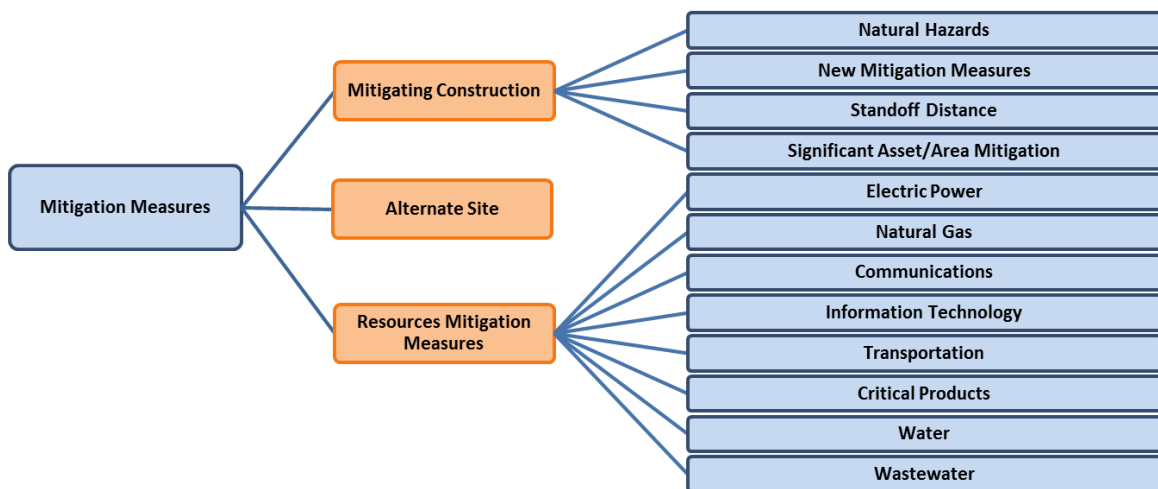 Mitigation Measures
Mitigating Construction
Alternate Site
Resources Mitigation
Measures
Natural Hazards
New Mitigation Measures
Standoff Distance
Significant Asset/Area Mitigation
Electric Power
Natural Gas
Communications
Information Technology
Transportation
Critical Products
Water
Wastewater